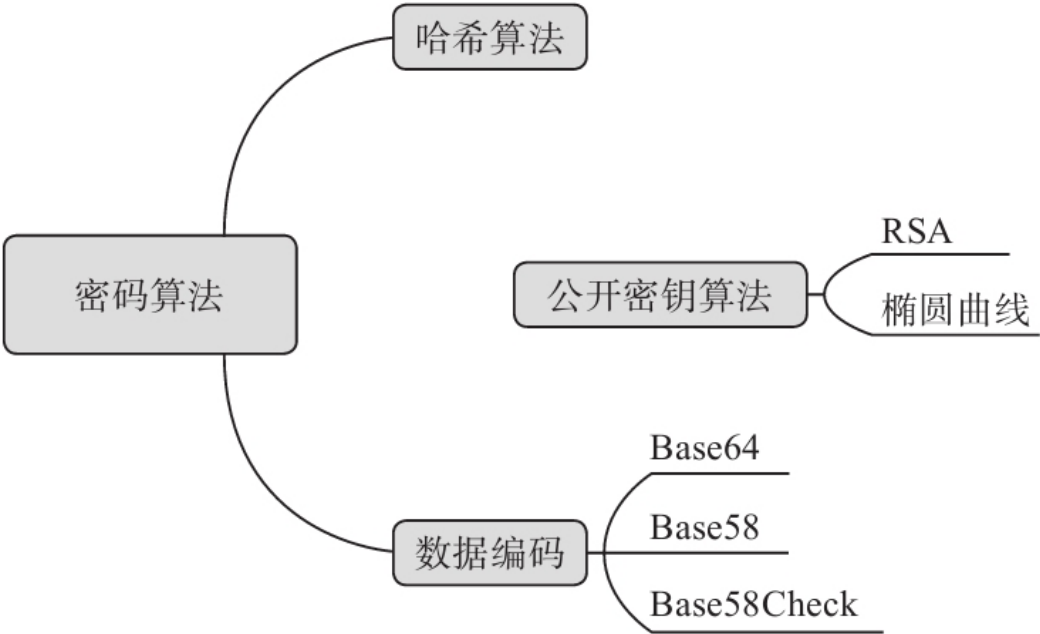 哈希算法
密码算法
公开密钥算法
RSA
椭圆曲线
数据编码
Base64
Base58
Base58Check